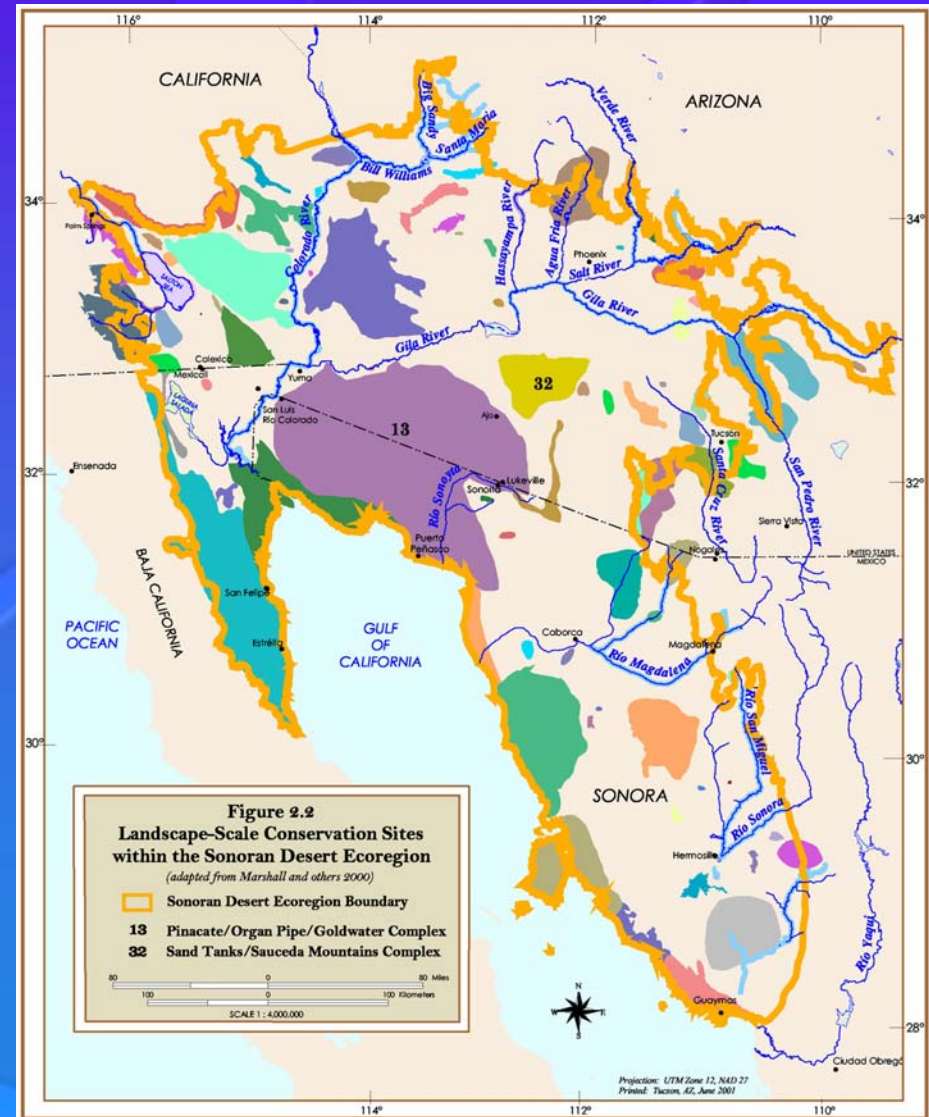 116°
114°
112°
110°
CALIFORNIA
ARIZONA
Big Sandy
Santa Maria
Bill Williams
Verde River
34°
34°
Palm Springs
Colorado River
Hassayampa River
Agua Fria River
Phoenix
Salt River
SALTON
SEA
Gila River
Gila River
Calexico
Mexicali
Yuma
LAGUNA
SALADA
San Luis
Río Colorado
32
13
Ajo
Tucson
Ensenada
32°
32°
Lukeville
Sonoita
Río Sonoyta
Santa Cruz River
San Pedro River
Sierra Vista
Puerto
Peñasco
Nogales
UNITED STATES
MEXICO
BAJA CALIFORNIA
San Felipe
PACIFIC
OCEAN
GULF
OF
CALIFORNIA
Estrélla
Caborca
Río Magdalena
Magdalena
30°
30°
Río San Miguel
SONORA
Río Sonora
Hermosillo
Río Yaqui
Figure 2.2
Landscape-Scale Conservation Sites
within the Sonoran Desert Ecoregion
(adapted from Marshall and others 2000)
Sonoran Desert Ecoregion Boundary
13 Pinacate/Organ Pipe/Goldwater Complex
32 Sand Tanks/Sauceda Mountains Complex
80 0 80 Miles
100 0 100 Kilometers
SCALE 1 : 4,000,000
N
W E
S
Guaymas
28°
Ciudad Obregó
Projection: UTM Zone 12, NAD 27
Printed: Tucson, AZ, June 2001
114°
112°
110°